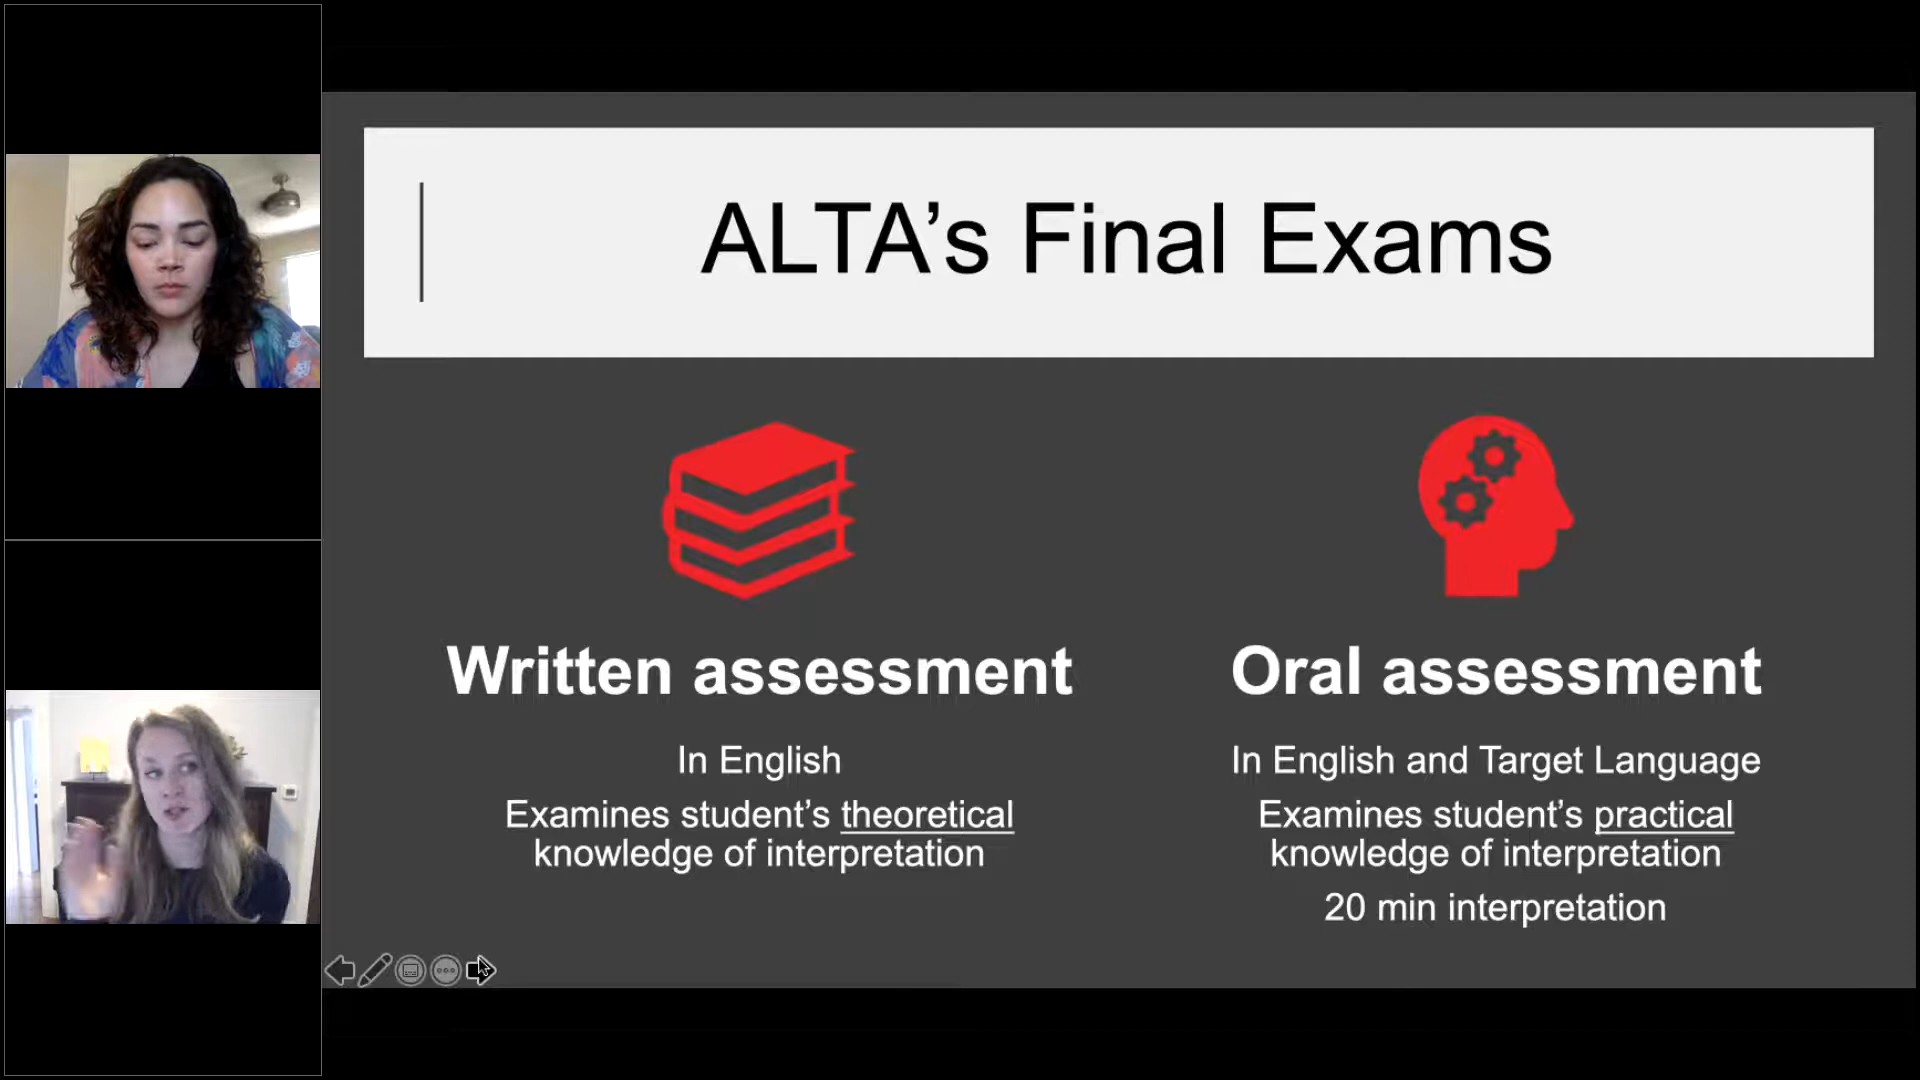 ALTA’s Final Exams
Written assessment
In English
Examines student’s theoretical
knowledge of interpretation
Oral assessment
In English and Target Language
Examines student’s practical
knowledge of interpretation
20 min interpretation